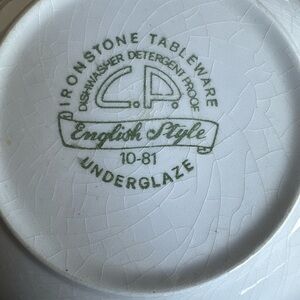 IRONSTONE TABLEWARE
DISHWASHER DETERGENT PROOF
C.P.
English Style
10-81
UNDERGLAZE